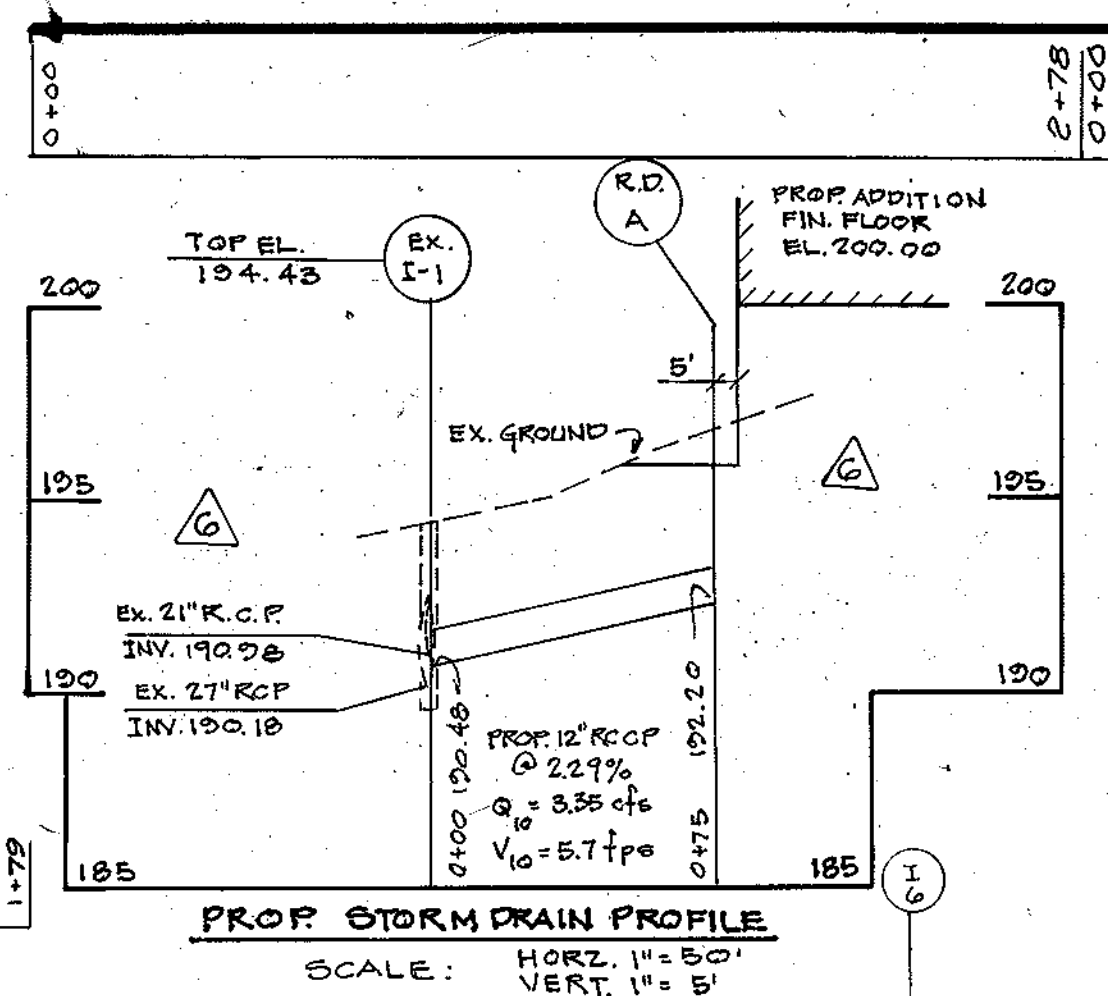 0+00
2+78
0+00
R.D.
A
PROP. ADDITION
FIN. FLOOR
EL. 200.00
TOP EL.
194.43
EX.
I-1
200
200
5'
EX. GROUND
195
195
6
6
EX. 21" R.C.P.
INV. 190.98
190
190
EX. 27" RCP
INV. 190.18
0+00 190.48
PROP. 12" RCCP
@ 2.29%
Q10 = 3.35 cfs
V10 = 5.7 fps
0+75 192.20
1+79
185
185
I
6
PROP. STORM DRAIN PROFILE
SCALE: HORZ. 1" = 50'
VERT. 1" = 5'